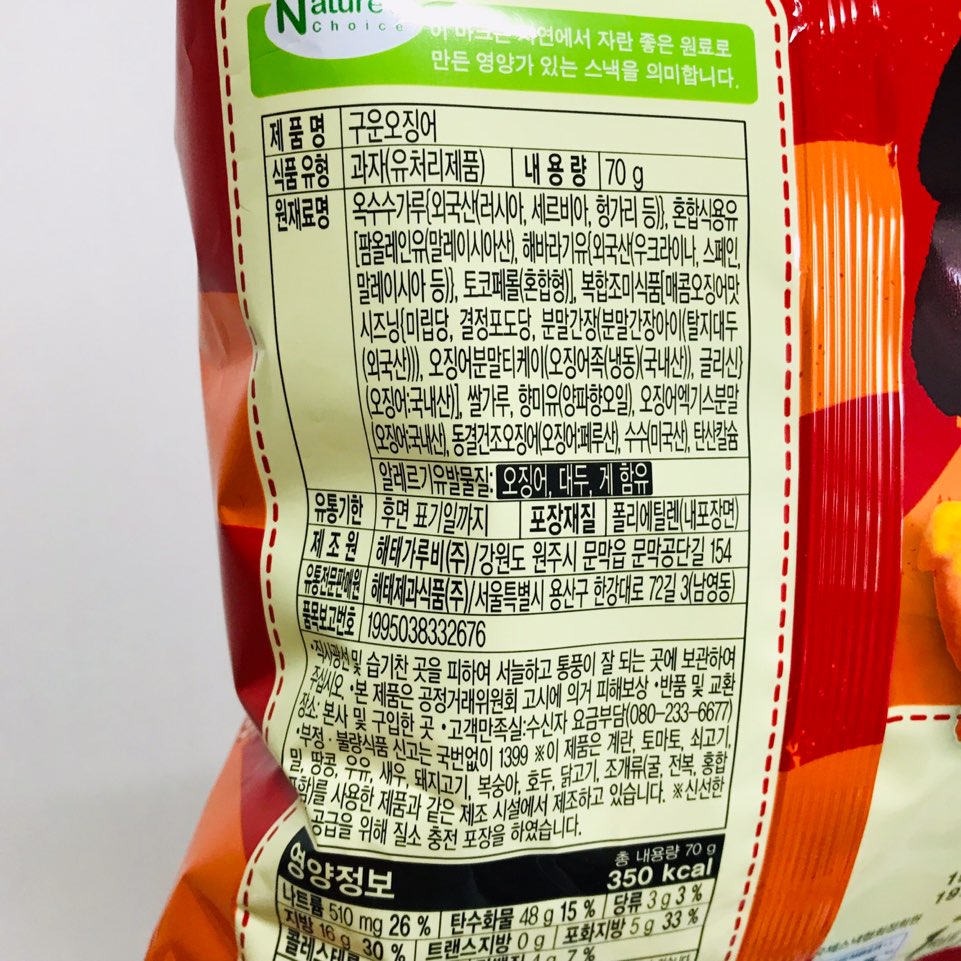 Nature
Choice
이 마크는 자연에서 자란 좋은 원료로
만든 영양가 있는 스낵을 의미합니다.
제품명 구운오징어
식품유형 과자(유처리제품) 내용량 70 g
원재료명 옥수수가루{외국산(러시아, 세르비아, 헝가리 등)}, 혼합식용유
[팜올레인유(말레이시아산), 해바라기유{외국산(우크라이나, 스페인,
말레이시아 등)}, 토코페롤(혼합형)], 복합조미식품[매콤오징어맛
시즈닝{미립당, 결정포도당, 분말간장(분말간장아이(탈지대두
(외국산))), 오징어분말티케이(오징어족(냉동)(국내산)), 글리신}
(오징어:국내산)], 쌀가루, 향미유(양파향오일), 오징어엑기스분말
(오징어:국내산), 동결건조오징어(오징어:페루산), 수수(미국산), 탄산칼슘
알레르기유발물질: 오징어, 대두, 게 함유
유통기한 후면 표기일까지 포장재질 폴리에틸렌(내포장면)
제조원 해태가루비(주)/강원도 원주시 문막읍 문막공단길 154
유통전문판매원 해태제과식품(주)/서울특별시 용산구 한강대로 72길 3(남영동)
품목보고번호 1995038332676
•직사광선 및 습기찬 곳을 피하여 서늘하고 통풍이 잘 되는 곳에 보관하여
주십시오. •본 제품은 공정거래위원회 고시에 의거 피해보상 •반품 및 교환
장소: 본사 및 구입한 곳 •고객만족실:수신자 요금부담(080-233-6677)
•부정·불량식품 신고는 국번없이 1399 ※이 제품은 계란, 토마토, 쇠고기,
밀, 땅콩, 우유, 새우, 돼지고기, 복숭아, 호두, 닭고기, 조개류(굴, 전복, 홍합
포함)를 사용한 제품과 같은 제조 시설에서 제조하고 있습니다. ※신선한
공급을 위해 질소 충전 포장을 하였습니다.
영양정보 총 내용량 70 g
350 kcal
나트륨 510 mg 26 % 탄수화물 48 g 15 % 당류 3 g 3 %
지방 16 g 30 % 트랜스지방 0 g 포화지방 5 g 33 %
콜레스테롤 4 g 7 %